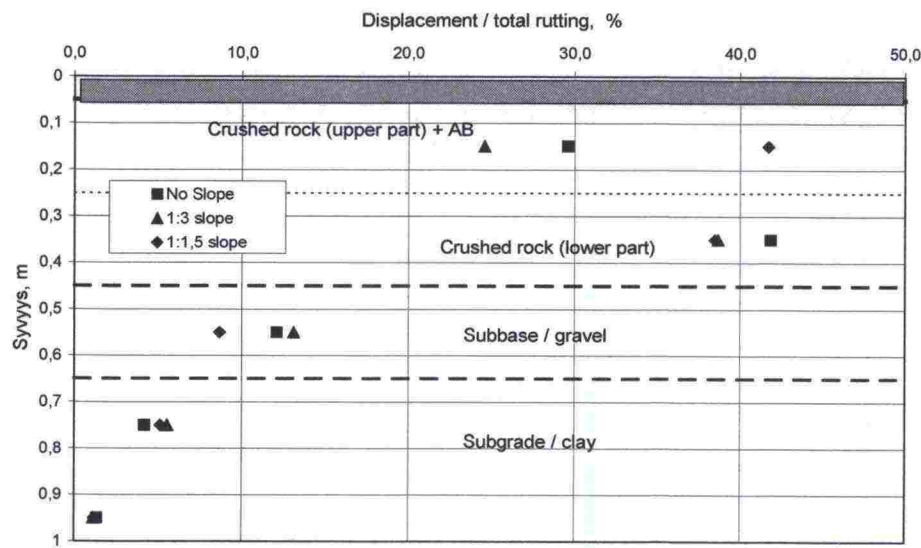 Displacement / total rutting, %
0,0 10,0 20,0 30,0 40,0 50,0
0
0,1
0,2
0,3
0,4
0,5
0,6
0,7
0,8
0,9
1
Syvyys, m
Crushed rock (upper part) + AB
No Slope
1:3 slope
1:1,5 slope
Crushed rock (lower part)
Subbase / gravel
Subgrade / clay